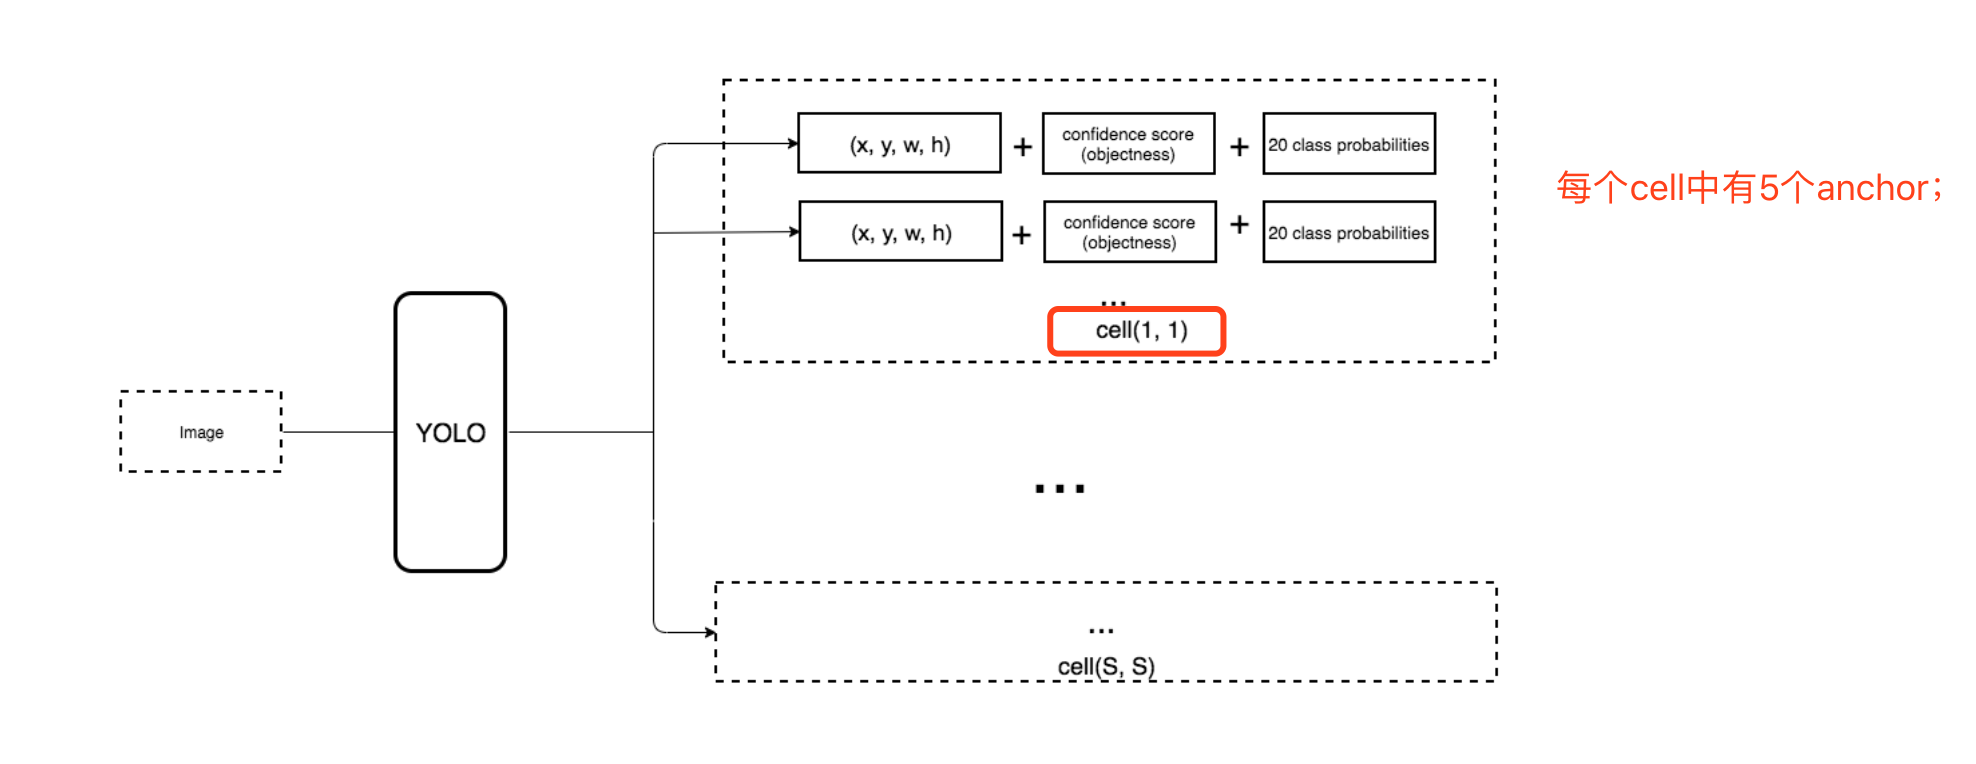 (x, y, w, h) + confidence score (objectness) + 20 class probabilities
每个cell中有5个anchor；
(x, y, w, h) + confidence score (objectness) + 20 class probabilities
...
cell(1, 1)
Image
YOLO
...
...
cell(S, S)